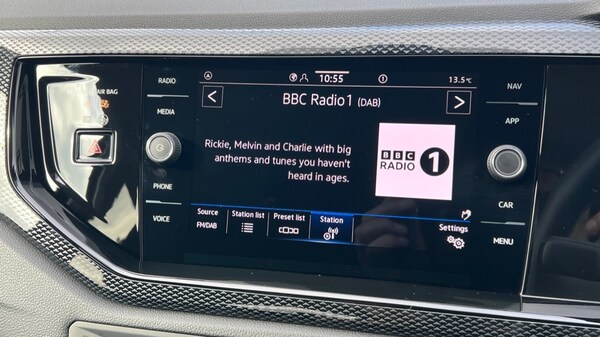 AIR BAG
RADIO
MEDIA
PHONE
VOICE
10:55
13.5 °C
BBC Radio 1 (DAB)
Rickie, Melvin and Charlie with big
anthems and tunes you haven't
heard in ages.
BBC
RADIO
1
Source
FM/DAB
Station list
Preset list
Station
Settings
NAV
APP
CAR
MENU